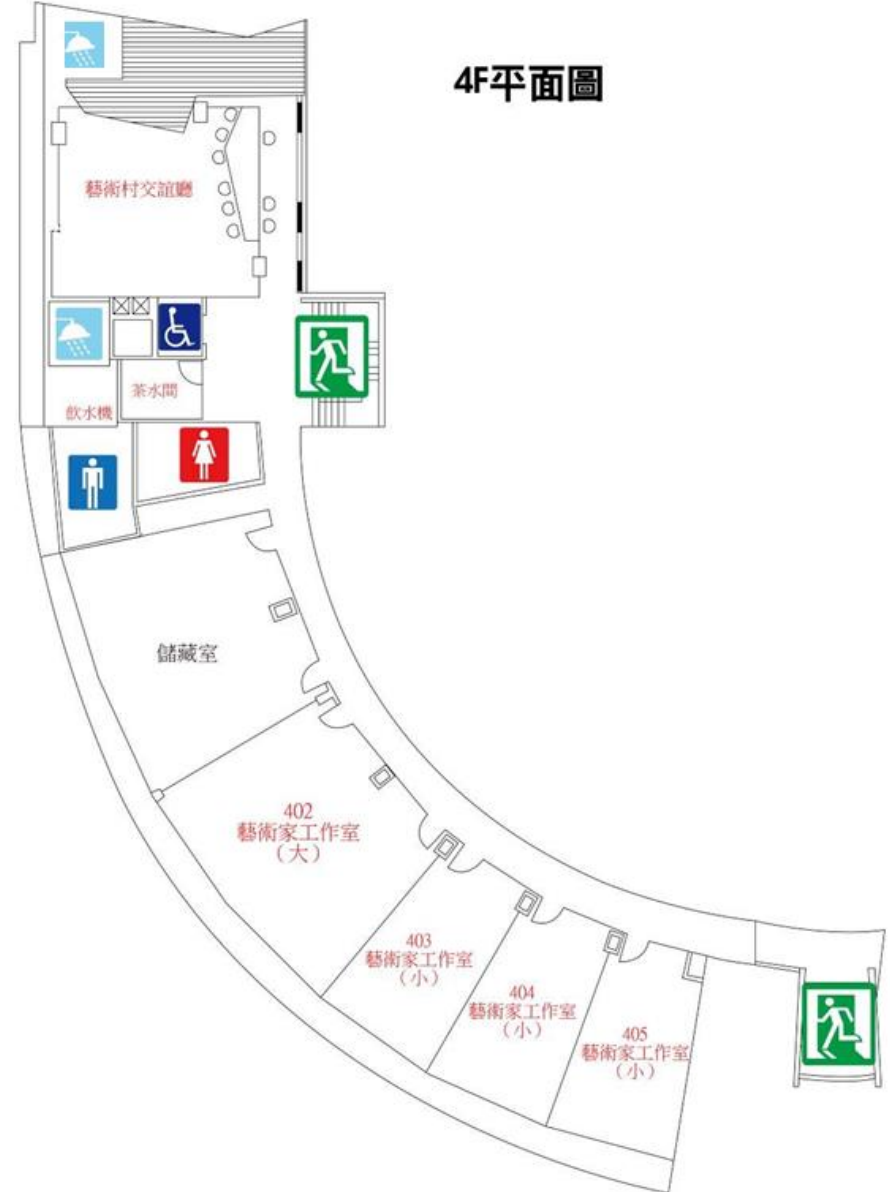 4F平面圖
藝術村交誼廳
茶水間
飲水機
儲藏室
402
藝術家工作室
（大）
403
藝術家工作室
（小）
404
藝術家工作室
（小）
405
藝術家工作室
（小）